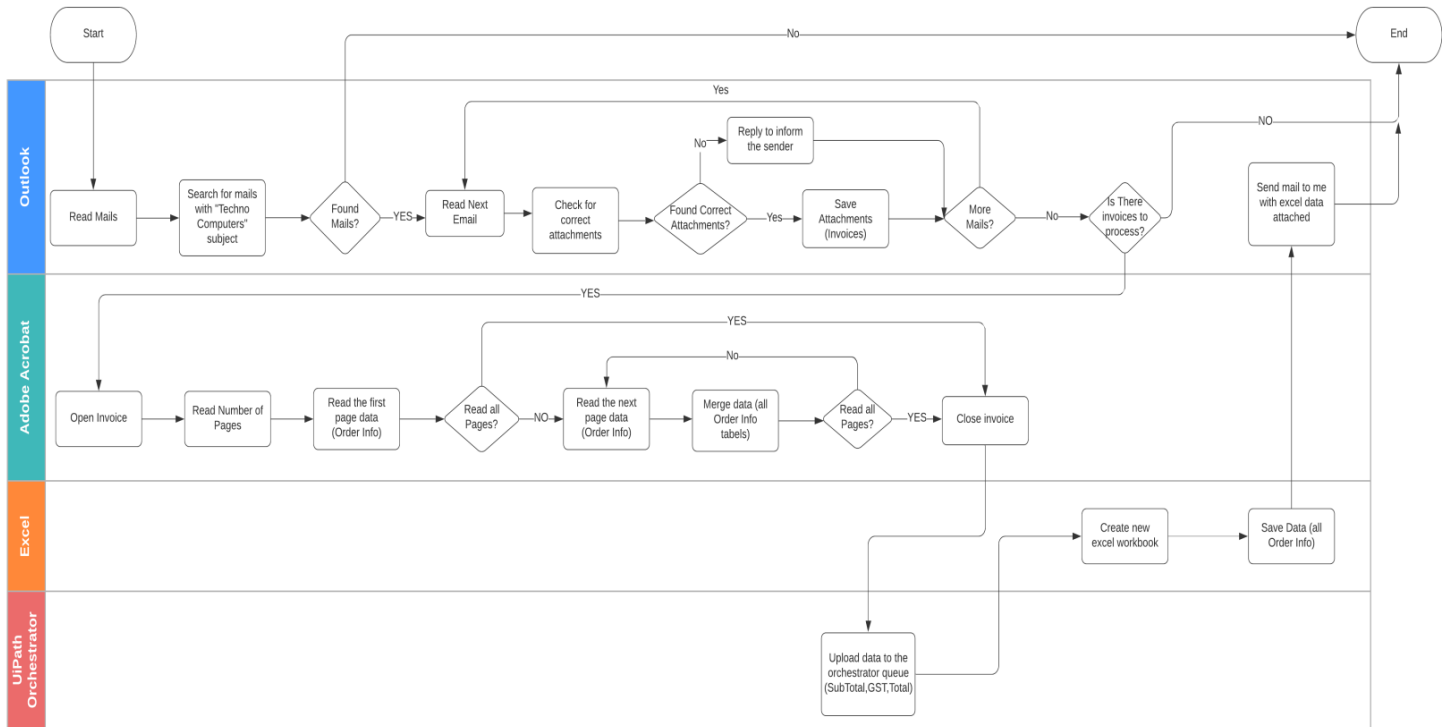 Start
No
End
Outlook
Yes
NO
Read Mails
Search for mails
with "Techno
Computers"
subject
Found
Mails?
YES
Read Next
Email
Check for
correct
attachments
Found Correct
Attachments?
No
Reply to inform
the sender
Yes
Save
Attachments
(Invoices)
More
Mails?
No
Is There
invoices to
process?
Send mail to me
with excel data
attached
YES
Adobe Acrobat
YES
No
Open Invoice
Read Number of
Pages
Read the first
page data
(Order Info)
Read all
Pages?
NO
Read the next
page data
(Order Info)
Merge data (all
Order Info
tabels)
Read all
Pages?
YES
Close invoice
Excel
Create new
excel workbook
Save Data (all
Order Info)
UiPath
Orchestrator
Upload data to the
orchestrator queue
(SubTotal,GST,Total)